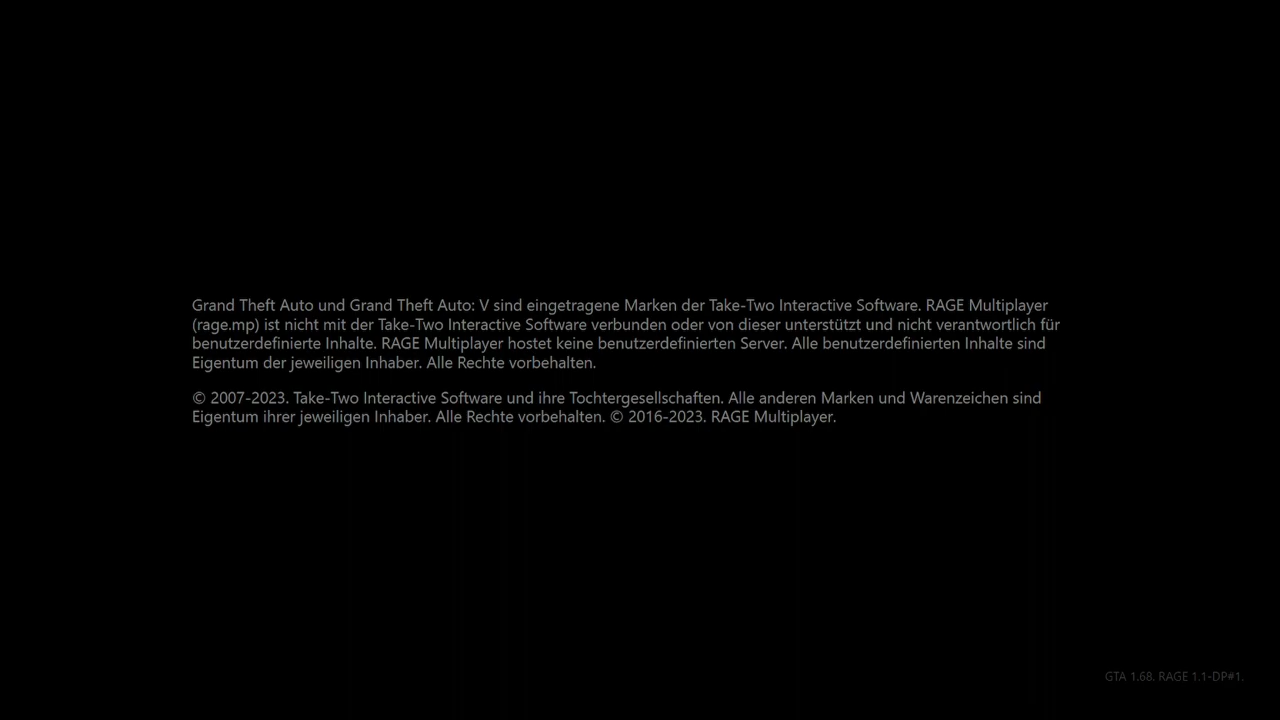 Grand Theft Auto und Grand Theft Auto: V sind eingetragene Marken der Take-Two Interactive Software. RAGE Multiplayer
(rage.mp) ist nicht mit der Take-Two Interactive Software verbunden oder von dieser unterstützt und nicht verantwortlich für
benutzerdefinierte Inhalte. RAGE Multiplayer hostet keine benutzerdefinierten Server. Alle benutzerdefinierten Inhalte sind
Eigentum der jeweiligen Inhaber. Alle Rechte vorbehalten.
© 2007-2023. Take-Two Interactive Software und ihre Tochtergesellschaften. Alle anderen Marken und Warenzeichen sind
Eigentum ihrer jeweiligen Inhaber. Alle Rechte vorbehalten. © 2016-2023. RAGE Multiplayer.
GTA 1.68. RAGE 1.1-DP#1.